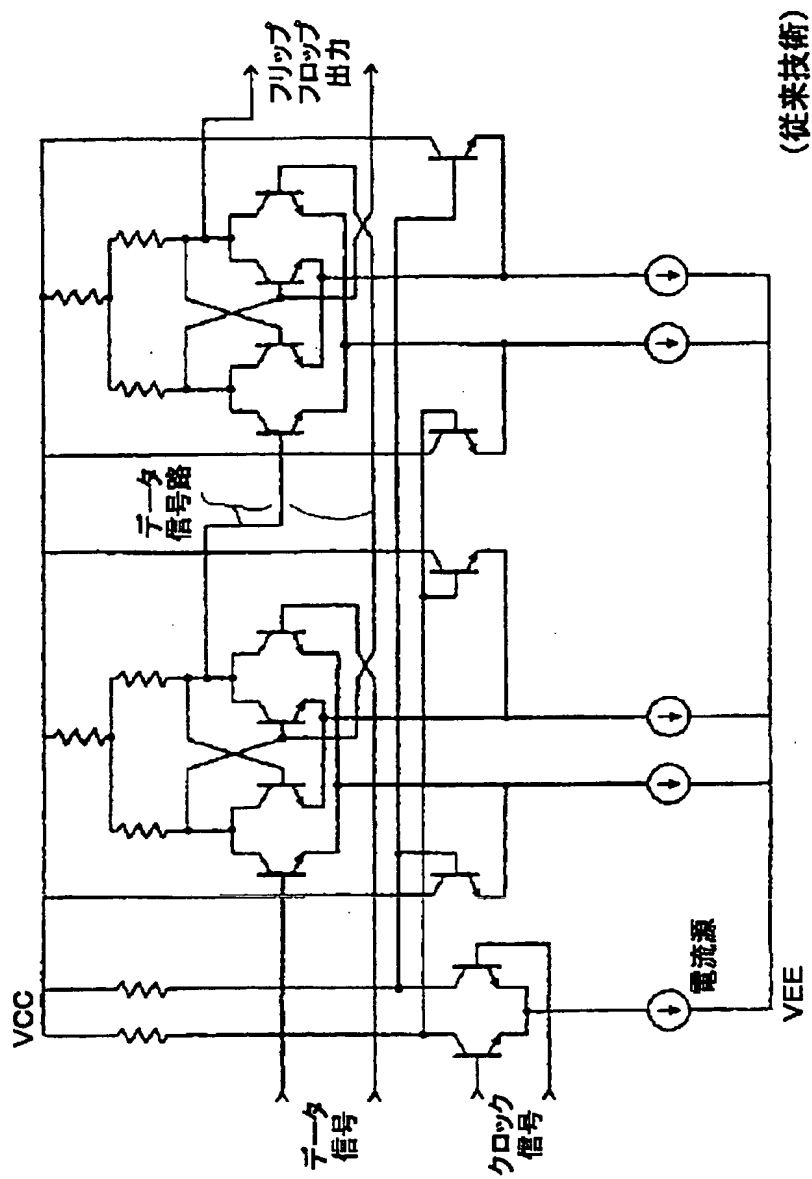 VCC
データ
信号
クロック
信号
データ
信号路
フリップ
フロップ
出力
電流源
VEE
(従来技術)